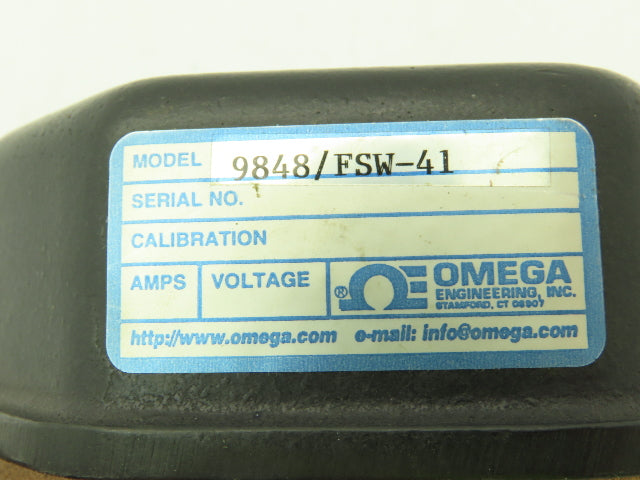 MODEL 9848/FSW-41
SERIAL NO.
CALIBRATION
AMPS VOLTAGE ® OMEGA
ENGINEERING, INC.
STAMFORD, CT 06907
http://www.omega.com e-mail: info@omega.com